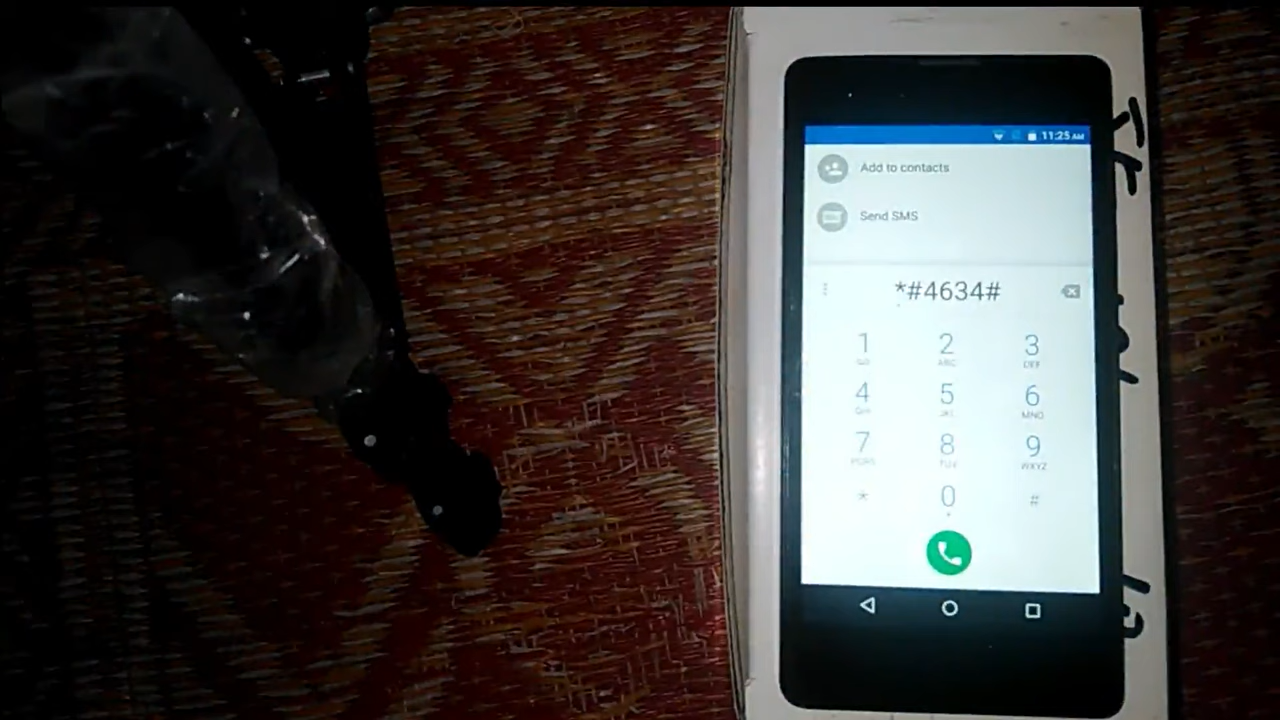 11:25 AM
Add to contacts
Send SMS
*#4634#
1 2 3
ABC DEF
4 5 6
GHI JKL MNO
7 8 9
PQRS TUV WXYZ
* 0 #
+